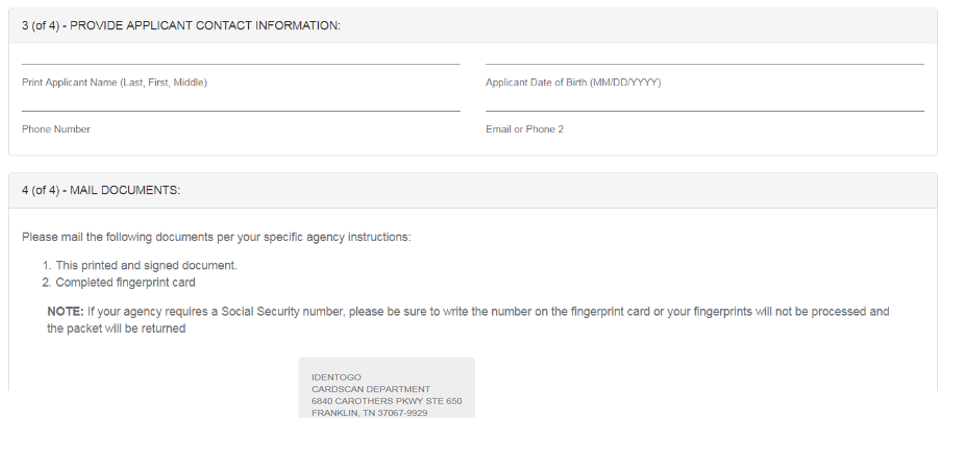 3 (of 4) - PROVIDE APPLICANT CONTACT INFORMATION:
Print Applicant Name (Last, First, Middle)
Applicant Date of Birth (MM/DD/YYYY)
Phone Number
Email or Phone 2
4 (of 4) - MAIL DOCUMENTS:
Please mail the following documents per your specific agency instructions:
1. This printed and signed document.
2. Completed fingerprint card
NOTE: If your agency requires a Social Security number, please be sure to write the number on the fingerprint card or your fingerprints will not be processed and
the packet will be returned
IDENTOGO
CARDSCAN DEPARTMENT
6840 CAROTHERS PKWY STE 650
FRANKLIN, TN 37067-9929